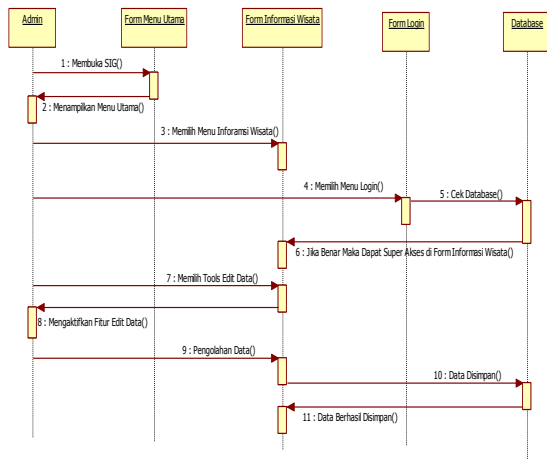 Admin
Form Menu Utama
Form Informasi Wisata
Form Login
Database
1 : Membuka SIG()
2 : Menampilkan Menu Utama()
3 : Memilih Menu Inforamsi Wisata()
4 : Memilih Menu Login()
5 : Cek Database()
6 : Jika Benar Maka Dapat Super Akses di Form Informasi Wisata()
7 : Memilih Tools Edit Data()
8 : Mengaktifkan Fitur Edit Data()
9 : Pengolahan Data()
10 : Data Disimpan()
11 : Data Berhasil Disimpan()